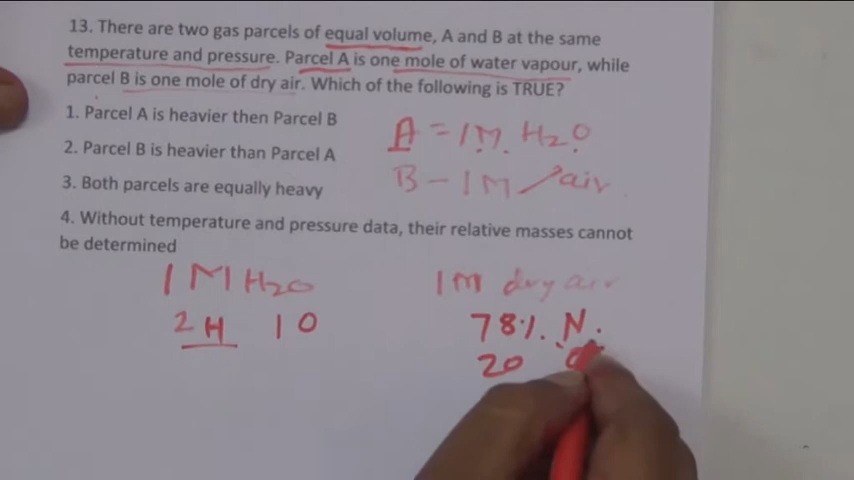 13. There are two gas parcels of equal volume, A and B at the same
temperature and pressure. Parcel A is one mole of water vapour, while
parcel B is one mole of dry air. Which of the following is TRUE?
1. Parcel A is heavier then Parcel B
2. Parcel B is heavier than Parcel A
3. Both parcels are equally heavy
4. Without temperature and pressure data, their relative masses cannot
be determined
A = 1 M H2O
B - 1 M air
1 M H2O
2 H 1 O
1 M dry air
78% N.
20